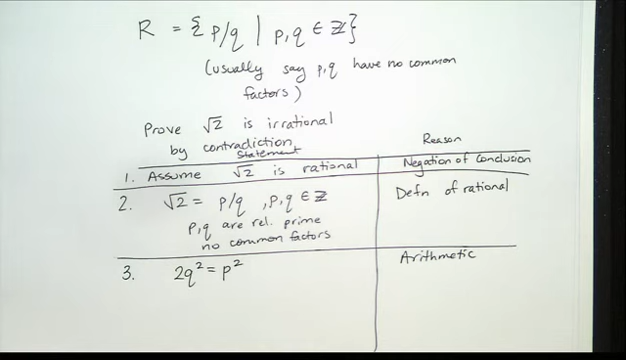 R = {p/q | p,q ∈ ℤ}
(usually say p,q have no common
factors)
Prove √2 is irrational
by contradiction
Statement Reason
1. Assume √2 is rational Negation of Conclusion
2. √2 = p/q , p,q ∈ ℤ Defn of rational
p,q are rel. prime
no common factors
3. 2q² = p² Arithmetic